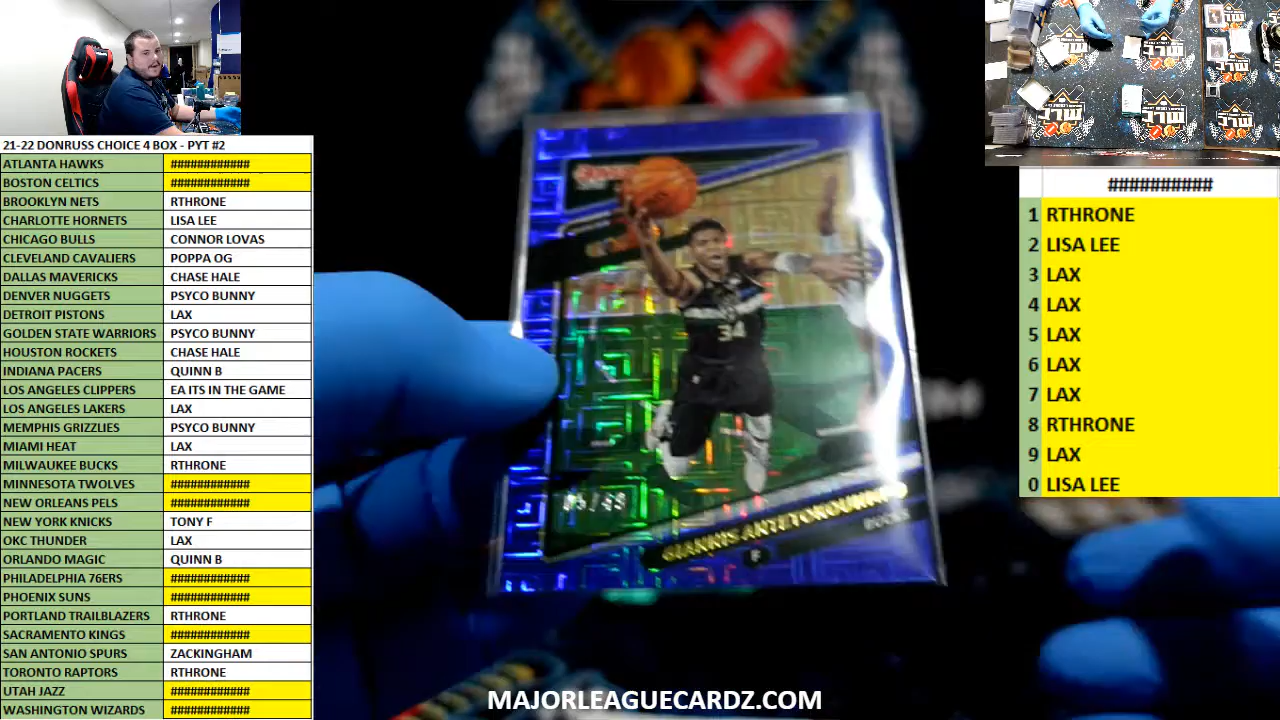 21-22 DONRUSS CHOICE 4 BOX - PYT #2
ATLANTA HAWKS ############
BOSTON CELTICS ############
BROOKLYN NETS RTHRONE
CHARLOTTE HORNETS LISA LEE
CHICAGO BULLS CONNOR LOVAS
CLEVELAND CAVALIERS POPPA OG
DALLAS MAVERICKS CHASE HALE
DENVER NUGGETS PSYCO BUNNY
DETROIT PISTONS LAX
GOLDEN STATE WARRIORS PSYCO BUNNY
HOUSTON ROCKETS CHASE HALE
INDIANA PACERS QUINN B
LOS ANGELES CLIPPERS EA ITS IN THE GAME
LOS ANGELES LAKERS LAX
MEMPHIS GRIZZLIES PSYCO BUNNY
MIAMI HEAT LAX
MILWAUKEE BUCKS RTHRONE
MINNESOTA TWOLVES ############
NEW ORLEANS PELS ############
NEW YORK KNICKS TONY F
OKC THUNDER LAX
ORLANDO MAGIC QUINN B
PHILADELPHIA 76ERS ############
PHOENIX SUNS ############
PORTLAND TRAILBLAZERS RTHRONE
SACRAMENTO KINGS ############
SAN ANTONIO SPURS ZACKINGHAM
TORONTO RAPTORS RTHRONE
UTAH JAZZ ############
WASHINGTON WIZARDS ############
34
GIANNIS ANTETOKOUNMPO
BUCKS
F
MLC
MLC
##########
1 RTHRONE
2 LISA LEE
3 LAX
4 LAX
5 LAX
6 LAX
7 LAX
8 RTHRONE
9 LAX
0 LISA LEE
MAJORLEAGUECARDZ.COM